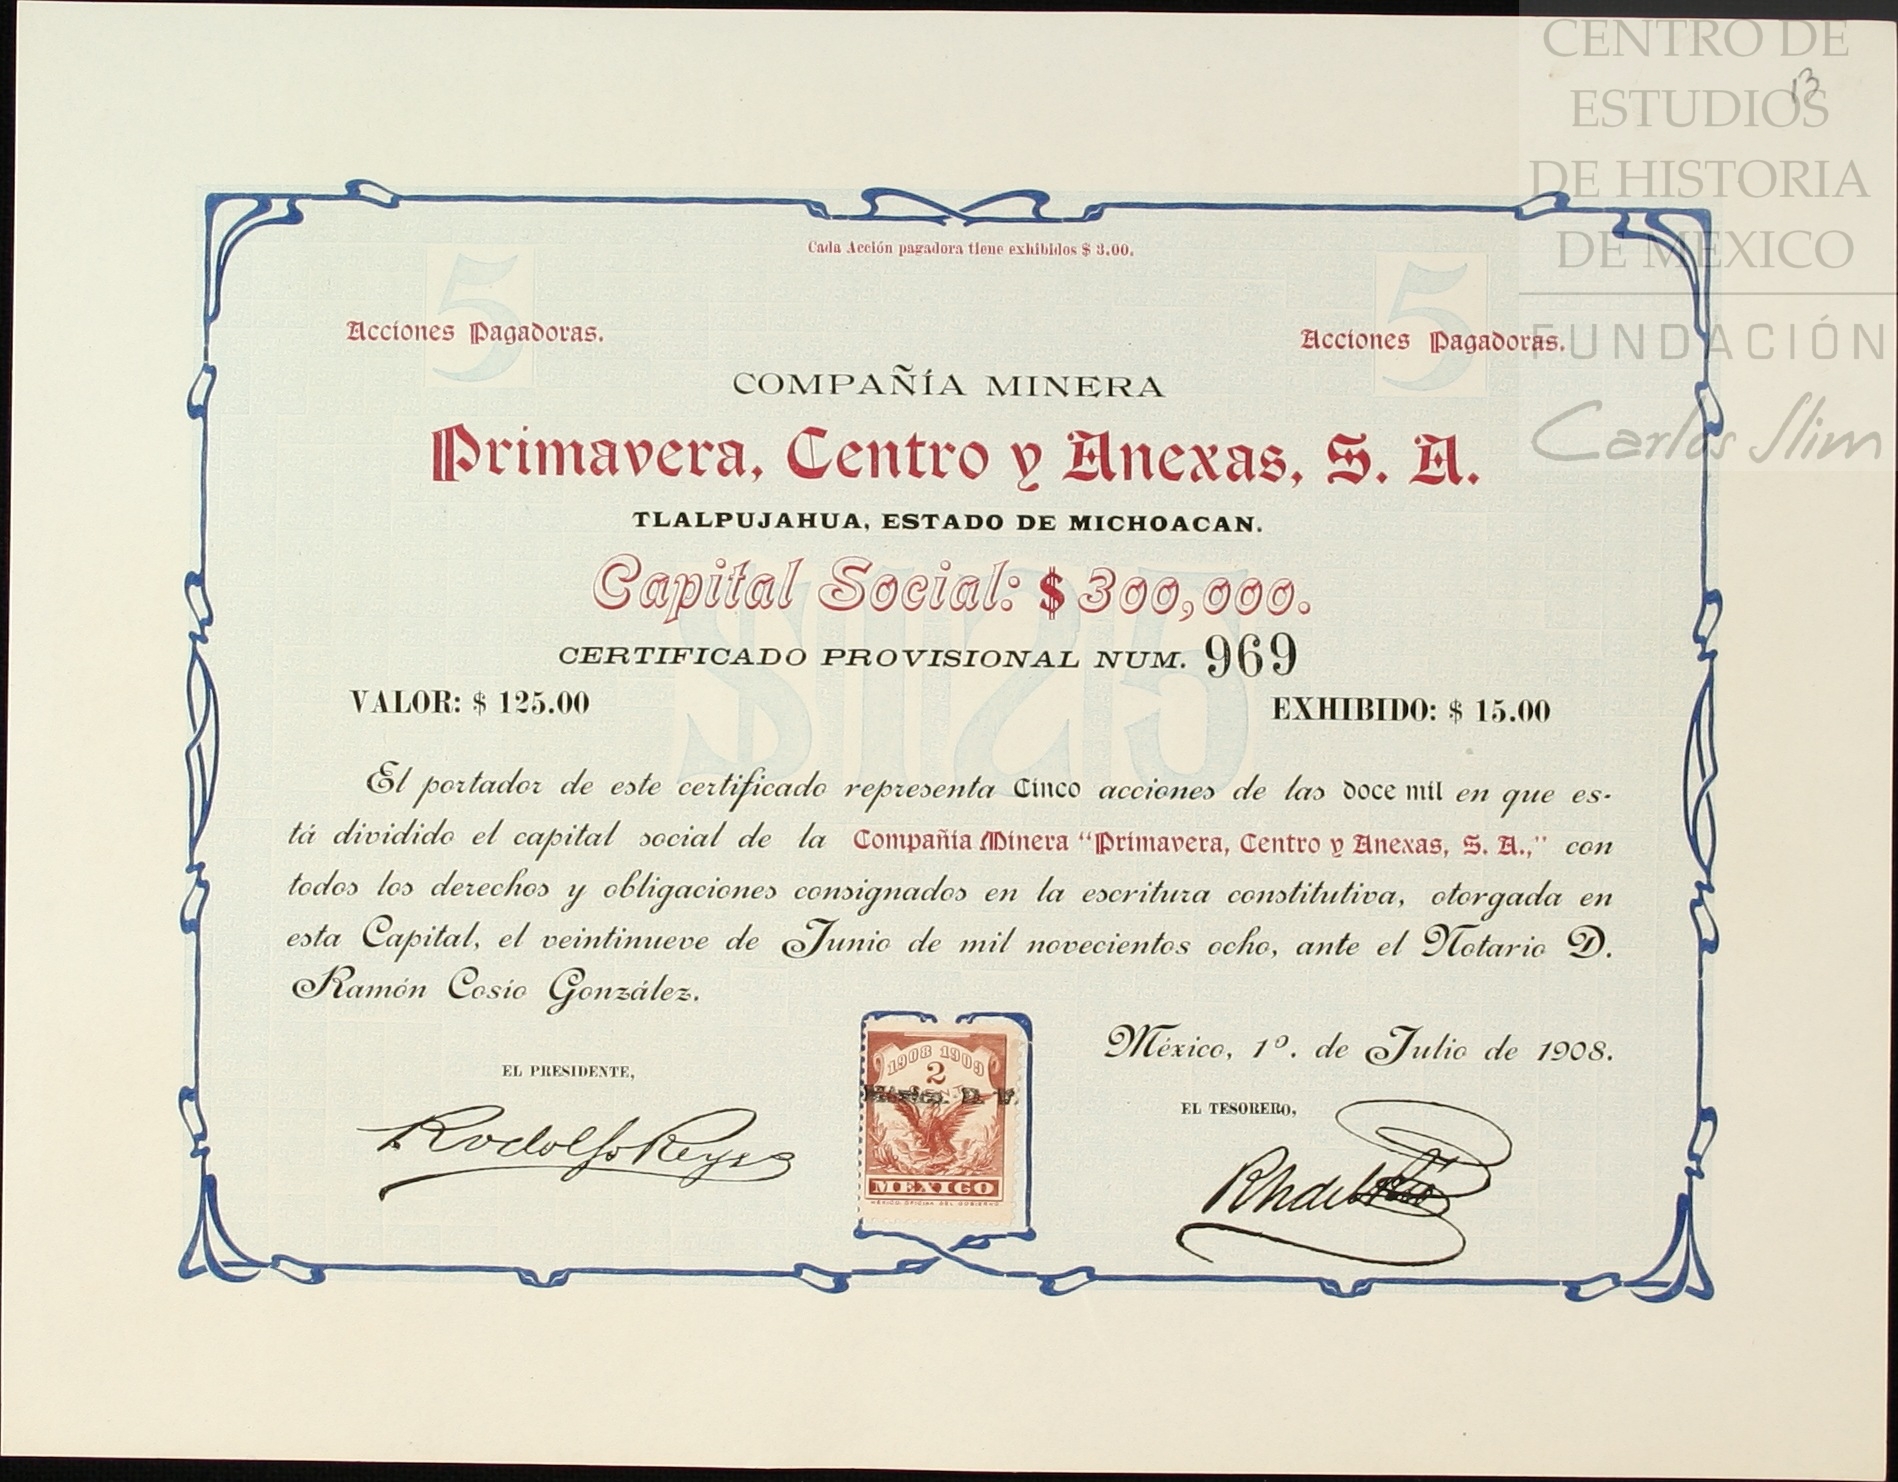 CENTRO DE
ESTUDIOS
DE HISTORIA
DE MÉXICO
FUNDACIÓN
Carlos Slim
13
Cada Acción pagadora tiene exhibidos $ 3.00.
5 5
Acciones Pagadoras. Acciones Pagadoras.
COMPAÑÍA MINERA
Primavera, Centro y Anexas, S. A.
TLALPUJAHUA, ESTADO DE MICHOACAN.
Capital Social: $ 300,000.
CERTIFICADO PROVISIONAL NUM. 969
VALOR: $ 125.00 EXHIBIDO: $ 15.00
$125
El portador de este certificado representa Cinco acciones de las doce mil en que es-
tá dividido el capital social de la Compañía Minera "Primavera, Centro y Anexas, S. A.," con
todos los derechos y obligaciones consignados en la escritura constitutiva, otorgada en
esta Capital, el veintinueve de Junio de mil novecientos ocho, ante el Notario D.
Ramón Cosío González.
México, 1º. de Julio de 1908.
EL PRESIDENTE,
Rodolfo Reyes
EL TESORERO,
1908 1909
2
México. D. F.
MEXICO
MEXICO. OFICINA DEL GOBIERNO